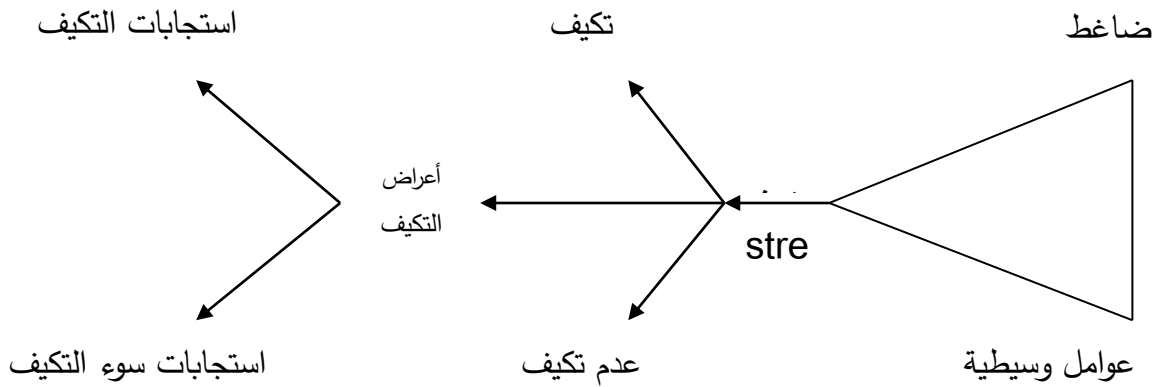 ضاغط
تكيف
استجابات التكيف
أعراض
التكيف
stre
عوامل وسيطية
عدم تكيف
استجابات سوء التكيف